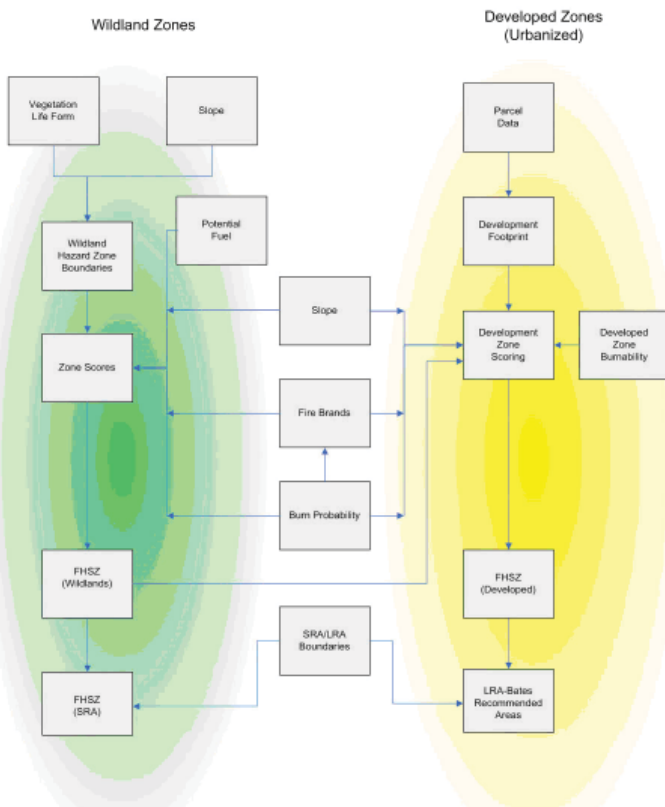 Wildland Zones
Developed Zones
(Urbanized)
Vegetation
Life Form
Slope
Parcel
Data
Potential
Fuel
Development
Footprint
Wildland
Hazard Zone
Boundaries
Slope
Development
Zone
Scoring
Developed
Zone
Burnability
Zone Scores
Fire Brands
Burn Probability
FHSZ
(Wildlands)
FHSZ
(Developed)
SRA/LRA
Boundaries
FHSZ
(SRA)
LRA-Bates
Recommended
Areas